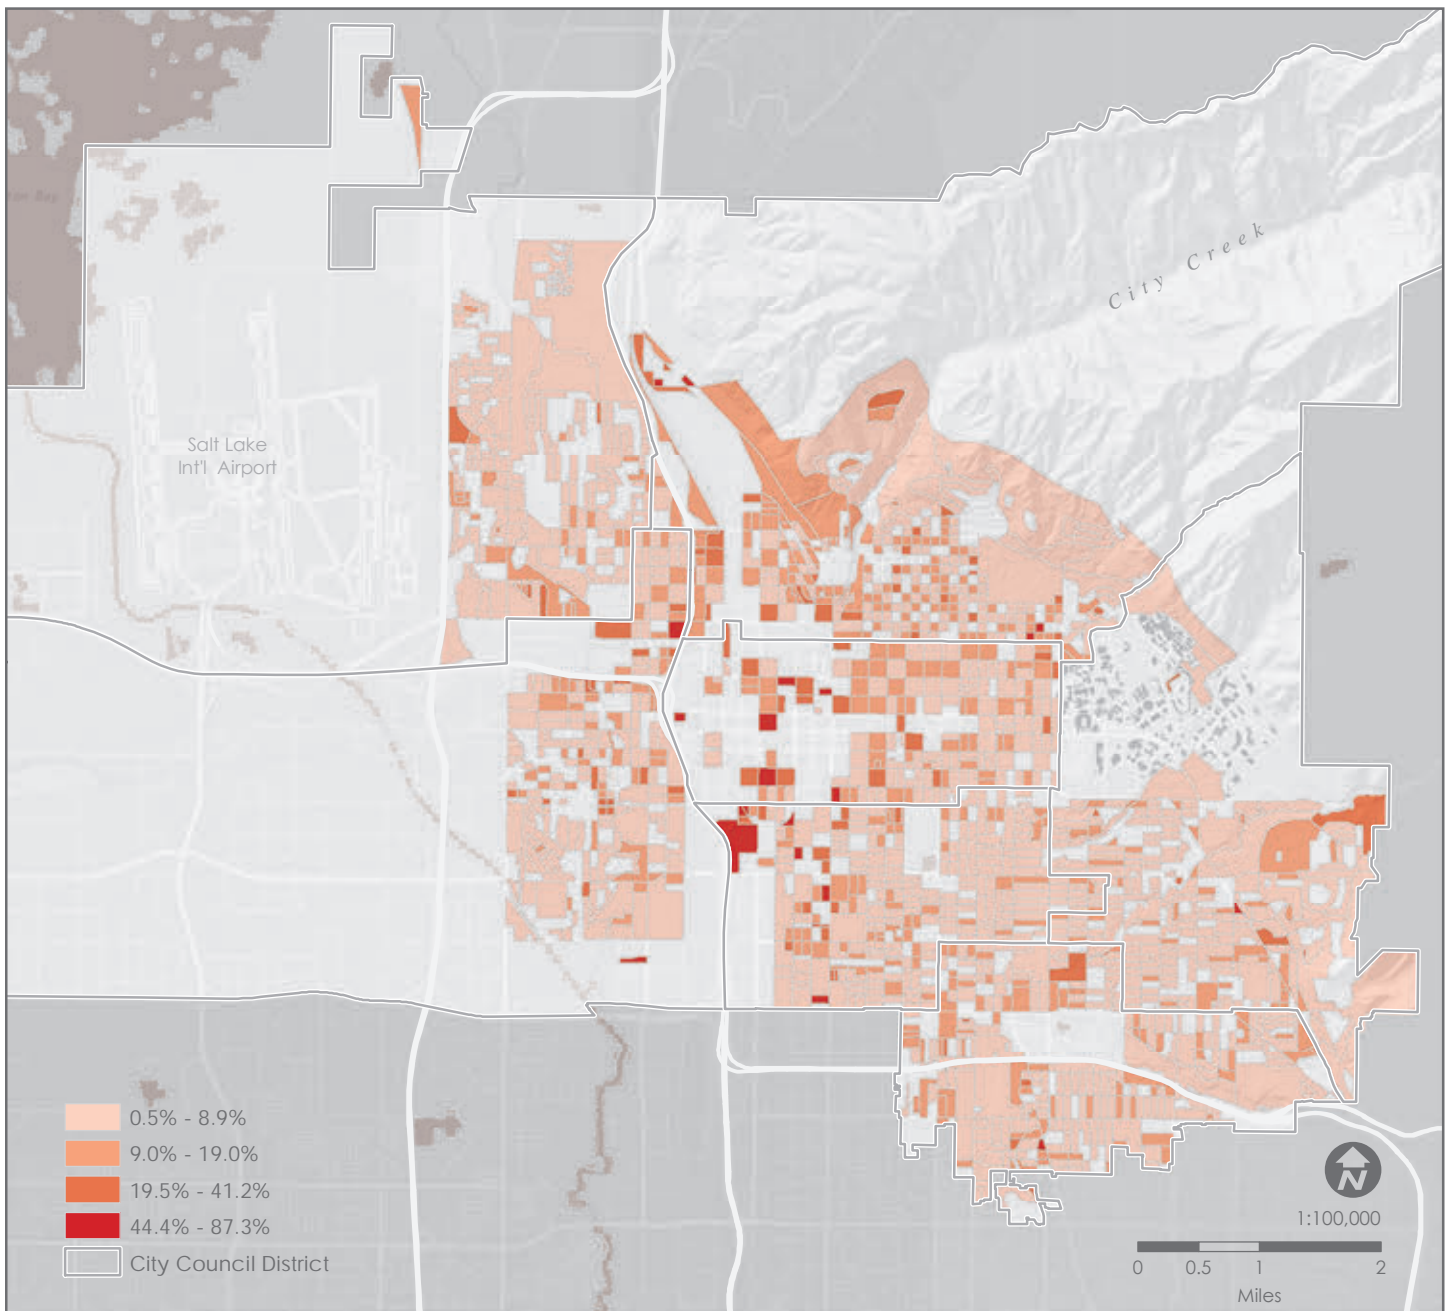 City Creek
Salt Lake
Int'l Airport
0.5% - 8.9%
9.0% - 19.0%
19.5% - 41.2%
44.4% - 87.3%
City Council District
N
1:100,000
0 0.5 1 2
Miles